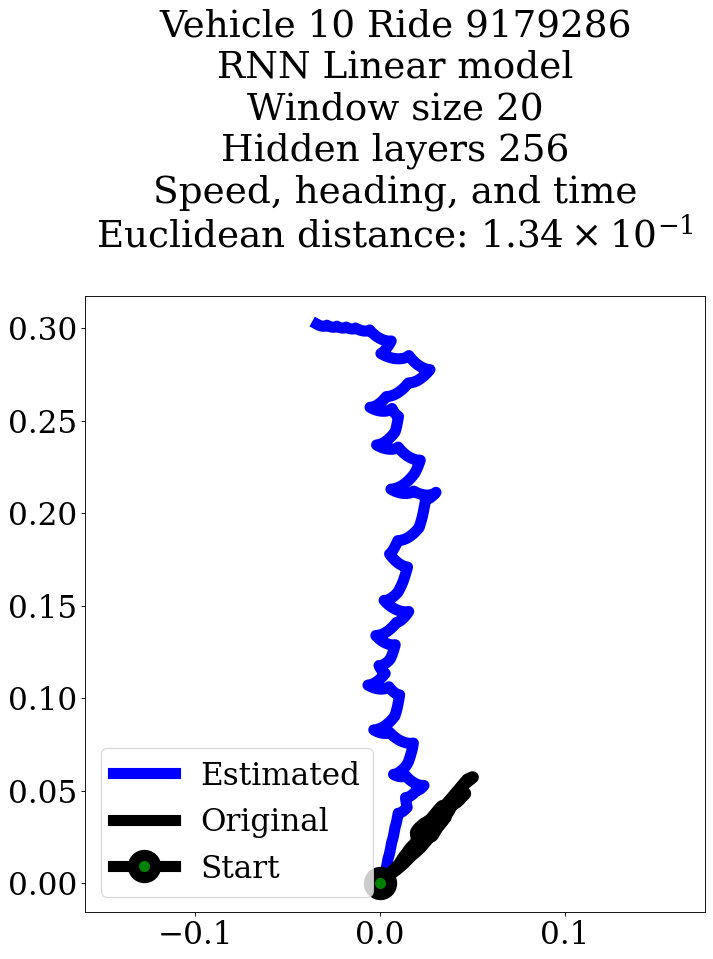 Vehicle 10 Ride 9179286
RNN Linear model
Window size 20
Hidden layers 256
Speed, heading, and time
Euclidean distance: 1.34 × 10⁻¹
0.30
0.25
0.20
0.15
0.10
0.05
0.00
Estimated
Original
Start
−0.1
0.0
0.1